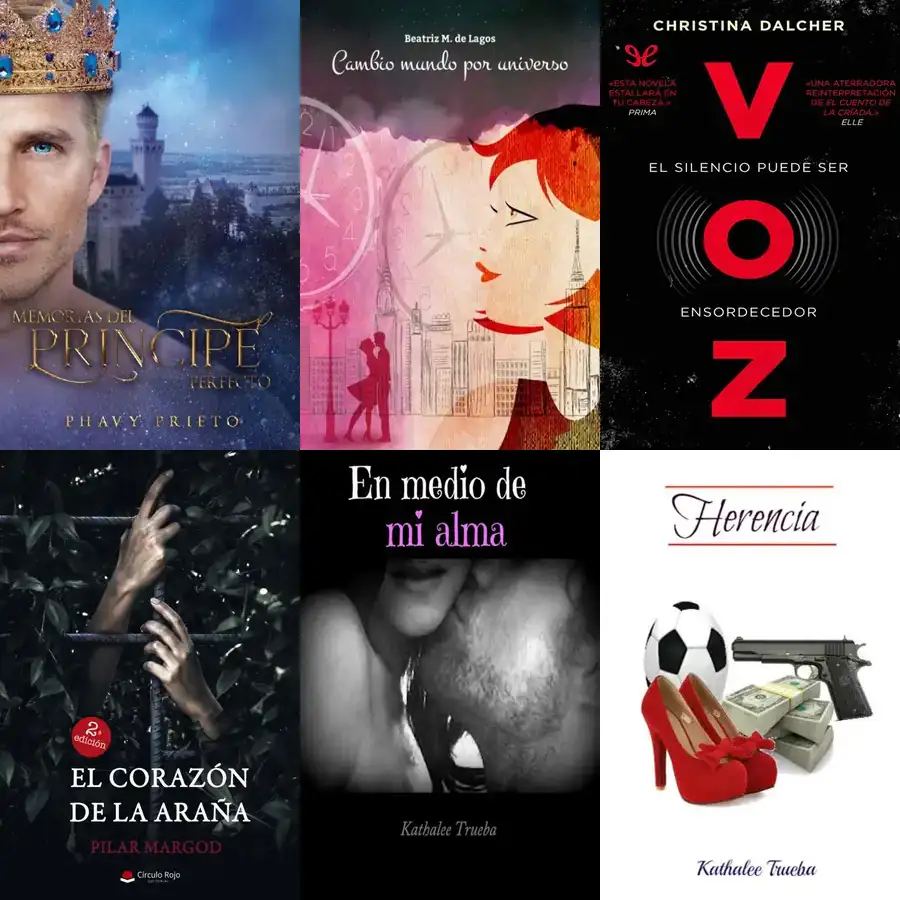 MEMORIAS DEL
PRINCIPE
PERFECTO
PHAVY PRIETO
Beatriz M. de Lagos
Cambio mundo por universo
CHRISTINA DALCHER
«ESTA NOVELA
ESTALLARÁ EN
TU CABEZA.»
PRIMA
«UNA ATERRADORA
REINTERPRETACIÓN
DE EL CUENTO DE
LA CRIADA.»
ELLE
V
EL SILENCIO PUEDE SER
O
ENSORDECEDOR
Z
2ª
edición
EL CORAZÓN
DE LA ARAÑA
PILAR MARGOD
Círculo Rojo
En medio de
mi alma
Kathalee Trueba
Herencia
Kathalee Trueba